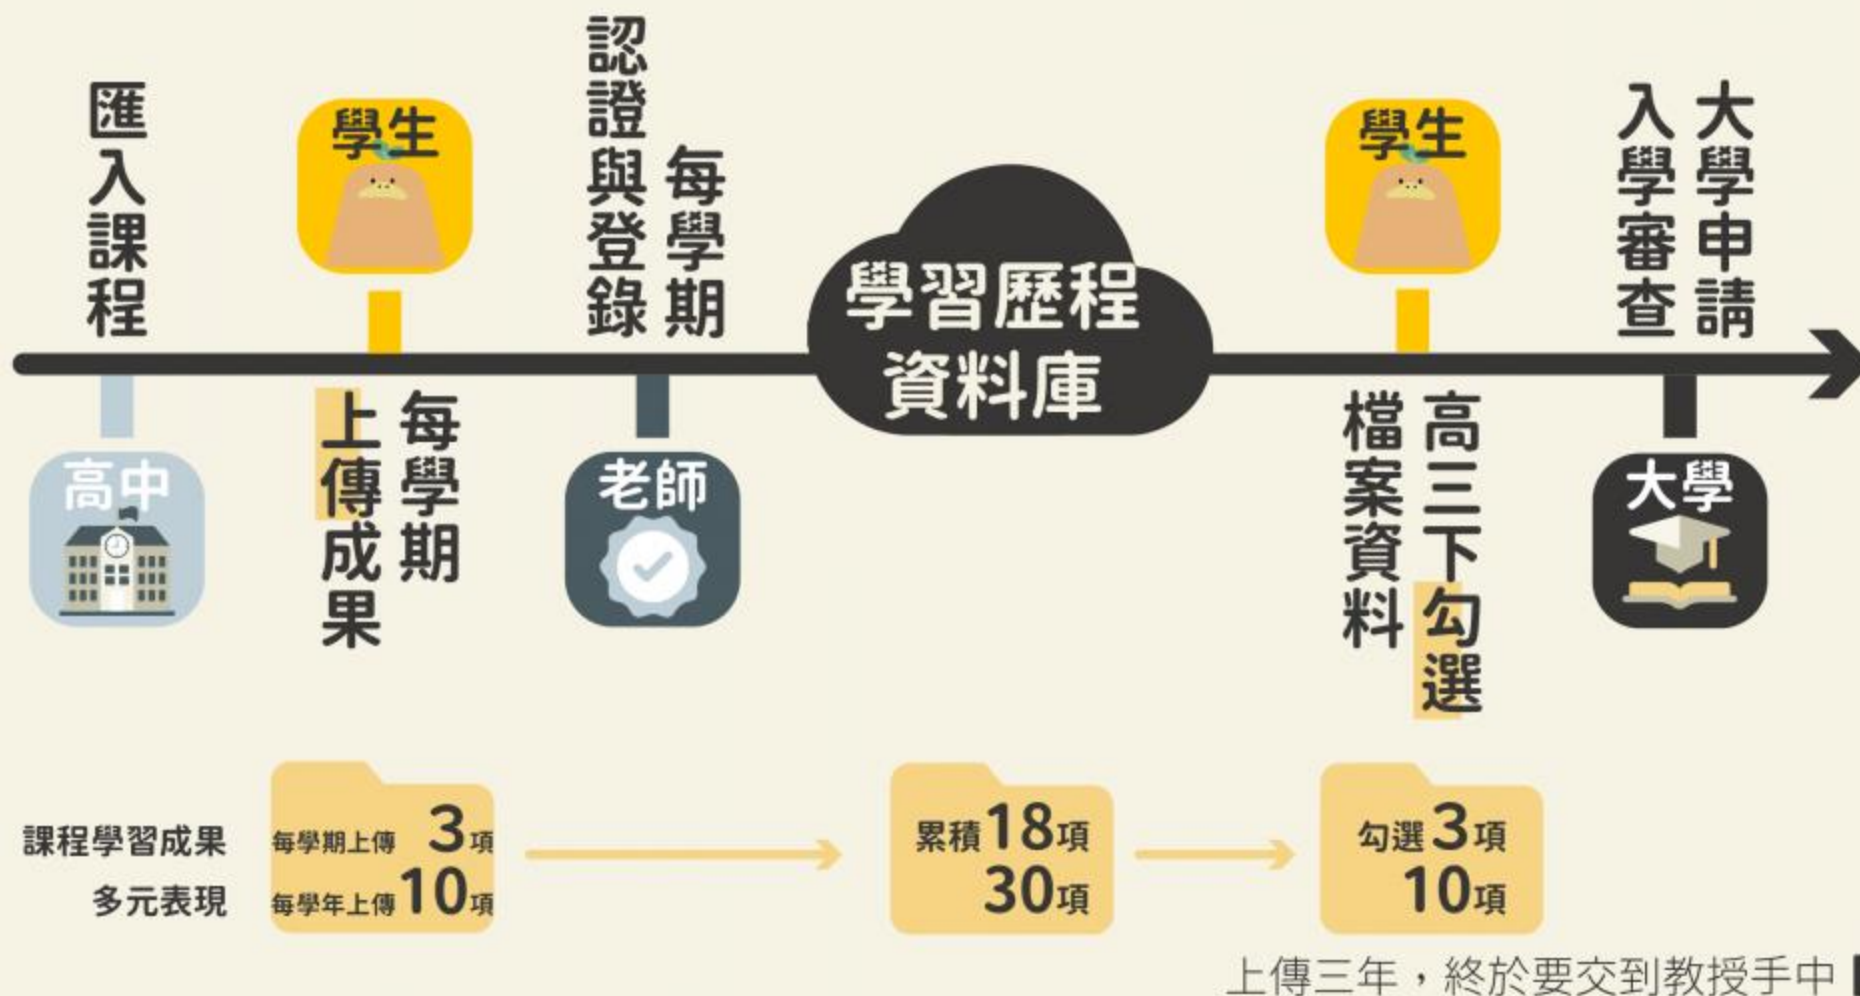 匯入課程
高中
學生
每學期
上傳成果
每學期
認證與登錄
老師
學習歷程
資料庫
學生
高三下勾選
檔案資料
大學申請
入學審查
大學
課程學習成果
每學期上傳 3項
累積18項
勾選3項
多元表現
每學年上傳10項
30項
10項
上傳三年，終於要交到教授手中